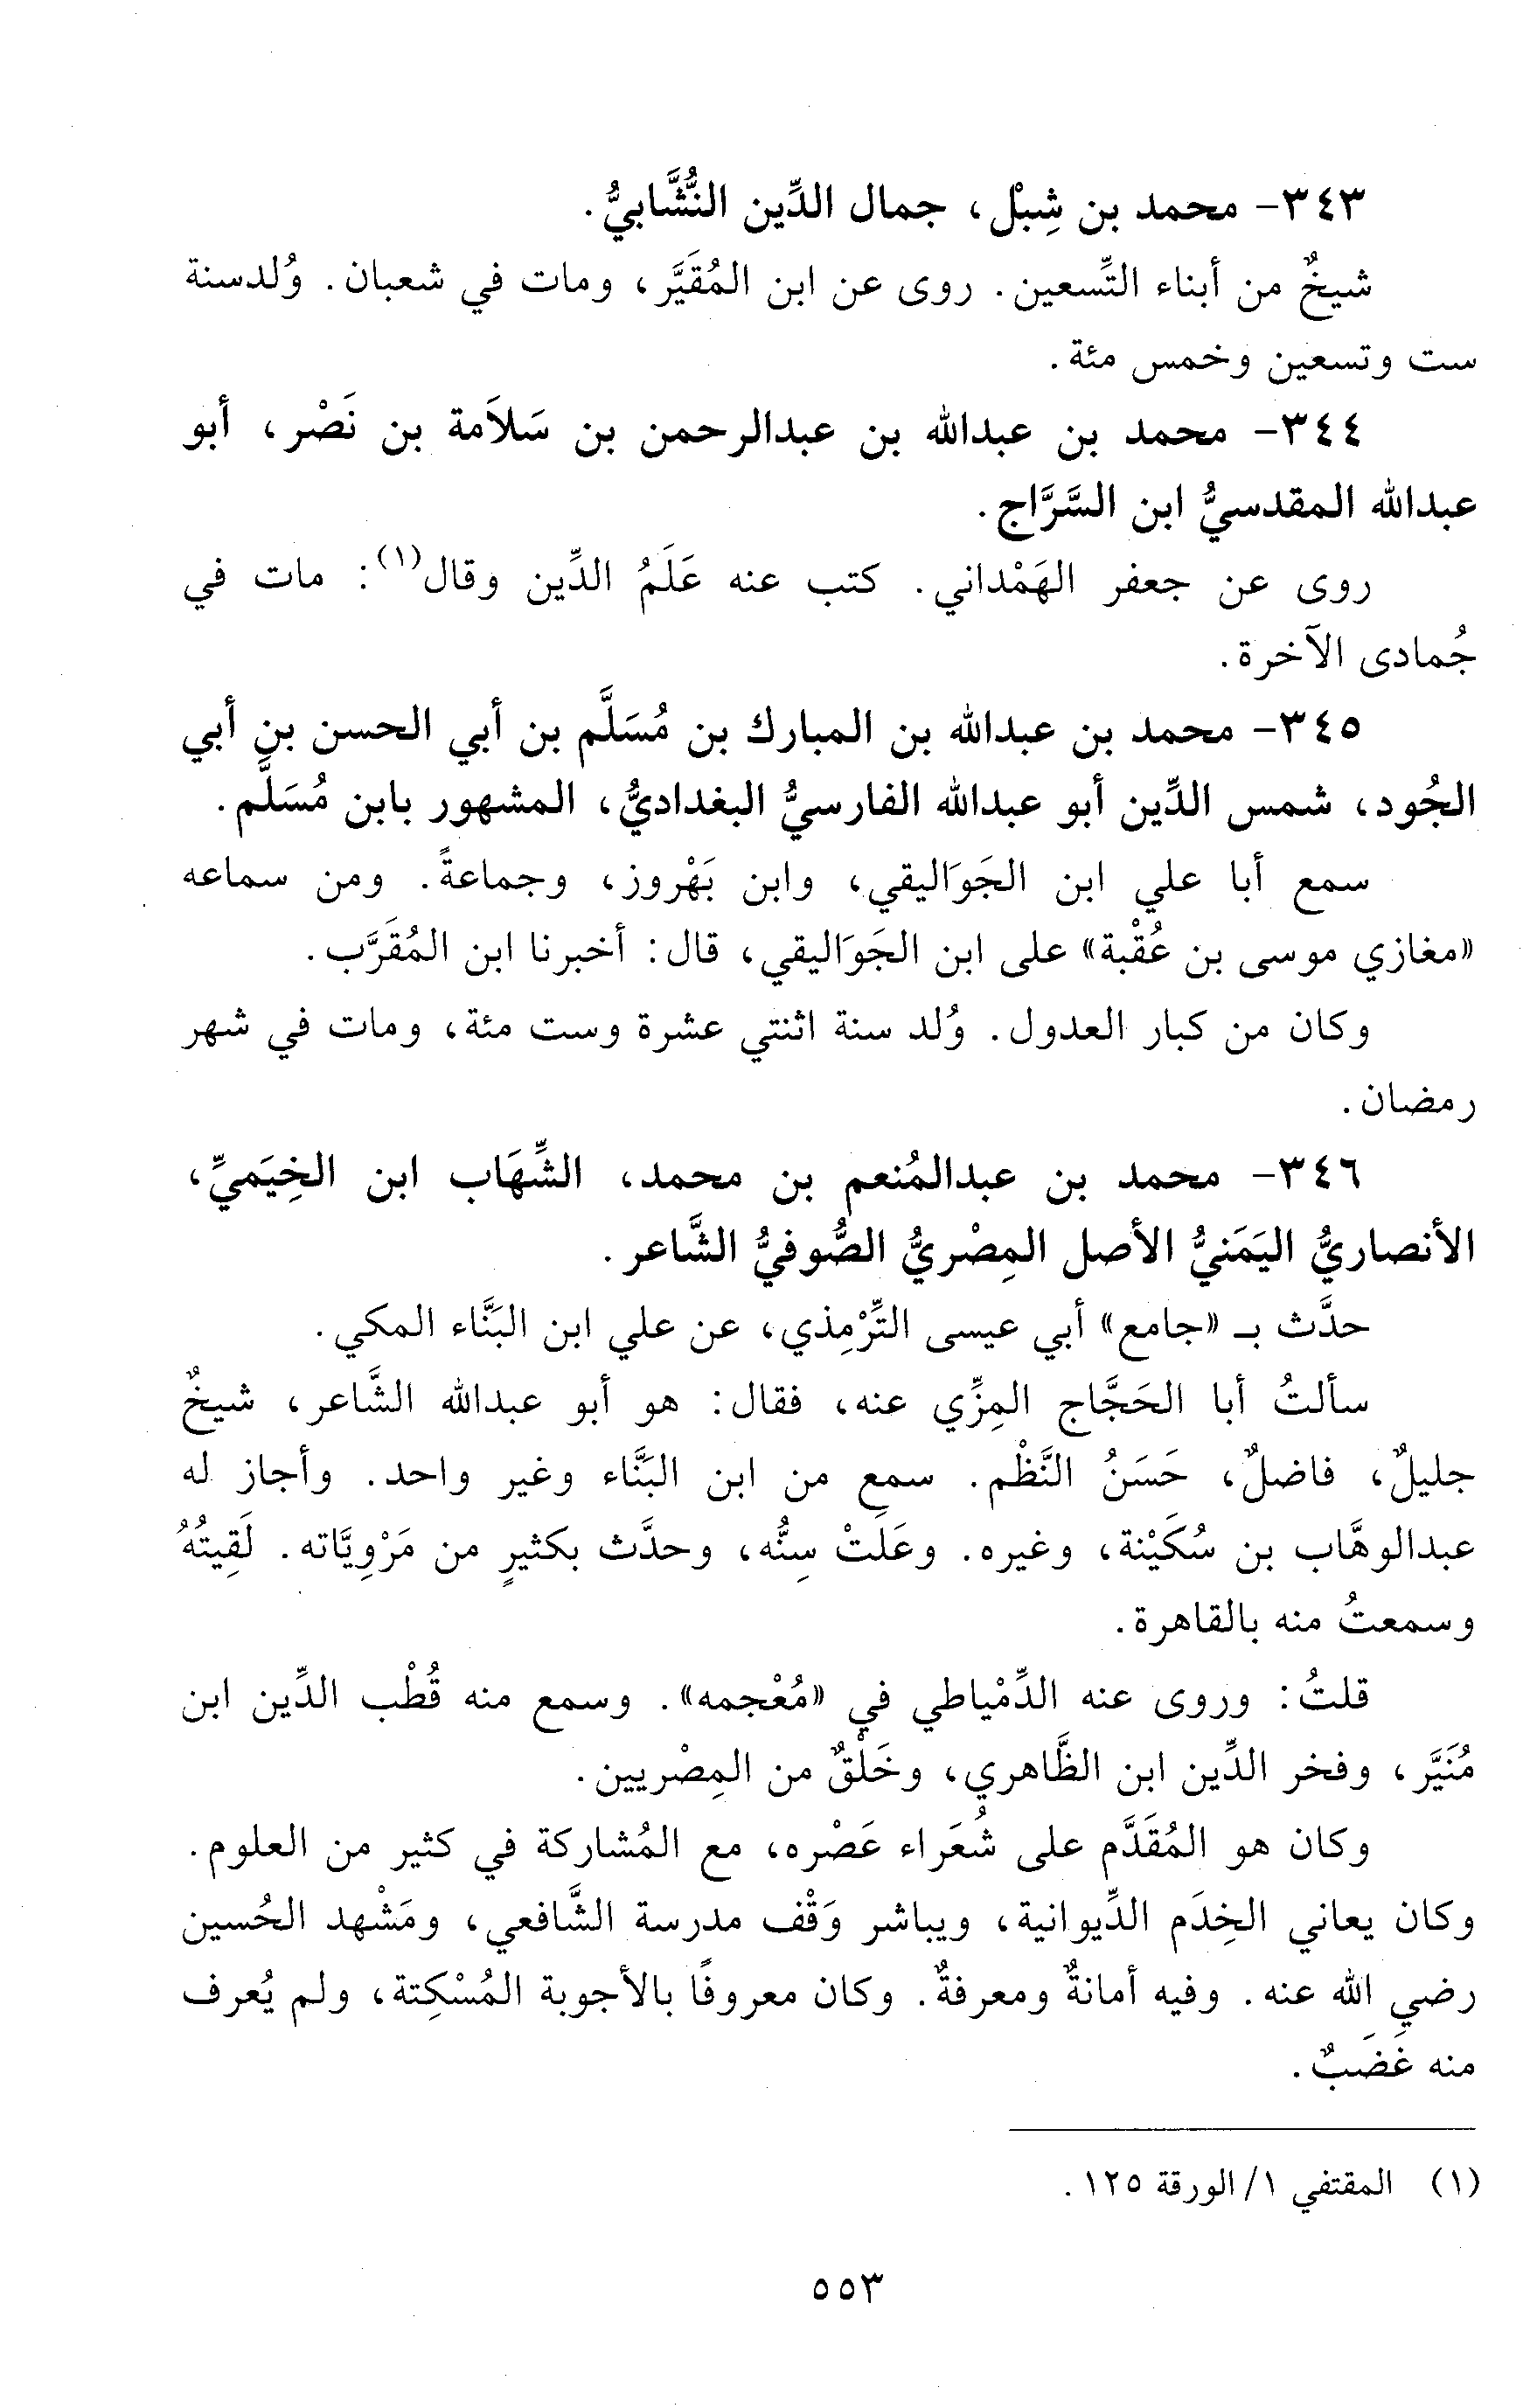 ٣٤٣- محمد بن شِبْل، جمال الدِّين النُّشَّابيُّ.
شيخٌ من أبناء التِّسعين. روى عن ابن المُقَيَّر، ومات في شعبان. وُلدسنة
ست وتسعين وخمس مئة.
٣٤٤- محمد بن عبدالله بن عبدالرحمن بن سَلاَمة بن نَصْر، أبو
عبدالله المقدسيُّ ابن السَّرَّاج.
روى عن جعفر الهَمْداني. كتب عنه عَلَمُ الدِّين وقال(١): مات في
جُمادى الآخرة.
٣٤٥- محمد بن عبدالله بن المبارك بن مُسَلَّم بن أبي الحسن بن أبي
الجُود، شمس الدِّين أبو عبدالله الفارسيُّ البغداديُّ، المشهور بابن مُسَلَّم.
سمع أبا علي ابن الجَوَاليقي، وابن بَهْروز، وجماعةً. ومن سماعه
«مغازي موسى بن عُقْبة» على ابن الجَوَاليقي، قال: أخبرنا ابن المُقَرَّب.
وكان من كبار العدول. وُلد سنة اثنتي عشرة وست مئة، ومات في شهر
رمضان.
٣٤٦- محمد بن عبدالمُنعم بن محمد، الشِّهَاب ابن الخِيَميِّ،
الأنصاريُّ اليَمَنيُّ الأصل المِصْريُّ الصُّوفيُّ الشَّاعر.
حدَّث بـ «جامع» أبي عيسى التِّرْمِذي، عن علي ابن البَنَّاء المكي.
سألتُ أبا الحَجَّاج المِزِّي عنه، فقال: هو أبو عبدالله الشَّاعر، شيخٌ
جليلٌ، فاضلٌ، حَسَنُ النَّظْم. سمع من ابن البَنَّاء وغير واحد. وأجاز له
عبدالوهَّاب بن سُكَيْنة، وغيره. وعَلَتْ سِنُّه، وحدَّث بكثيرٍ من مَرْوِيَّاته. لَقِيتُهُ
وسمعتُ منه بالقاهرة.
قلتُ: وروى عنه الدِّمْياطي في «مُعْجمه». وسمع منه قُطْب الدِّين ابن
مُنَيَّر، وفخر الدِّين ابن الظَّاهري، وخَلْقٌ من المِصْريين.
وكان هو المُقَدَّم على شُعَراء عَصْره، مع المُشاركة في كثير من العلوم.
وكان يعاني الخِدَم الدِّيوانية، ويباشر وَقْف مدرسة الشَّافعي، ومَشْهد الحُسين
رضي الله عنه. وفيه أمانةٌ ومعرفةٌ. وكان معروفًا بالأجوبة المُسْكِتة، ولم يُعرف
منه غَضَبٌ.
(١) المقتفي ١/ الورقة ١٢٥.
٥٥٣